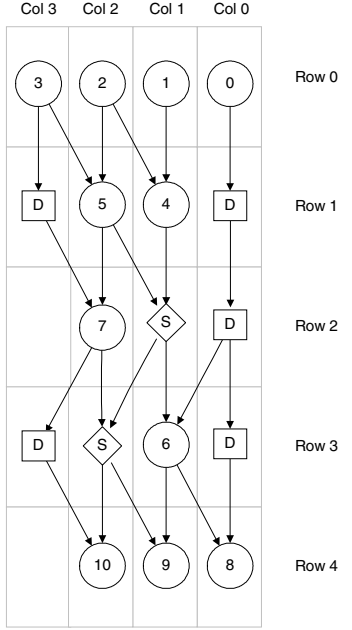 Col 3 Col 2 Col 1 Col 0
3 2 1 0 Row 0
D 5 4 D Row 1
7 S D Row 2
D S 6 D Row 3
10 9 8 Row 4